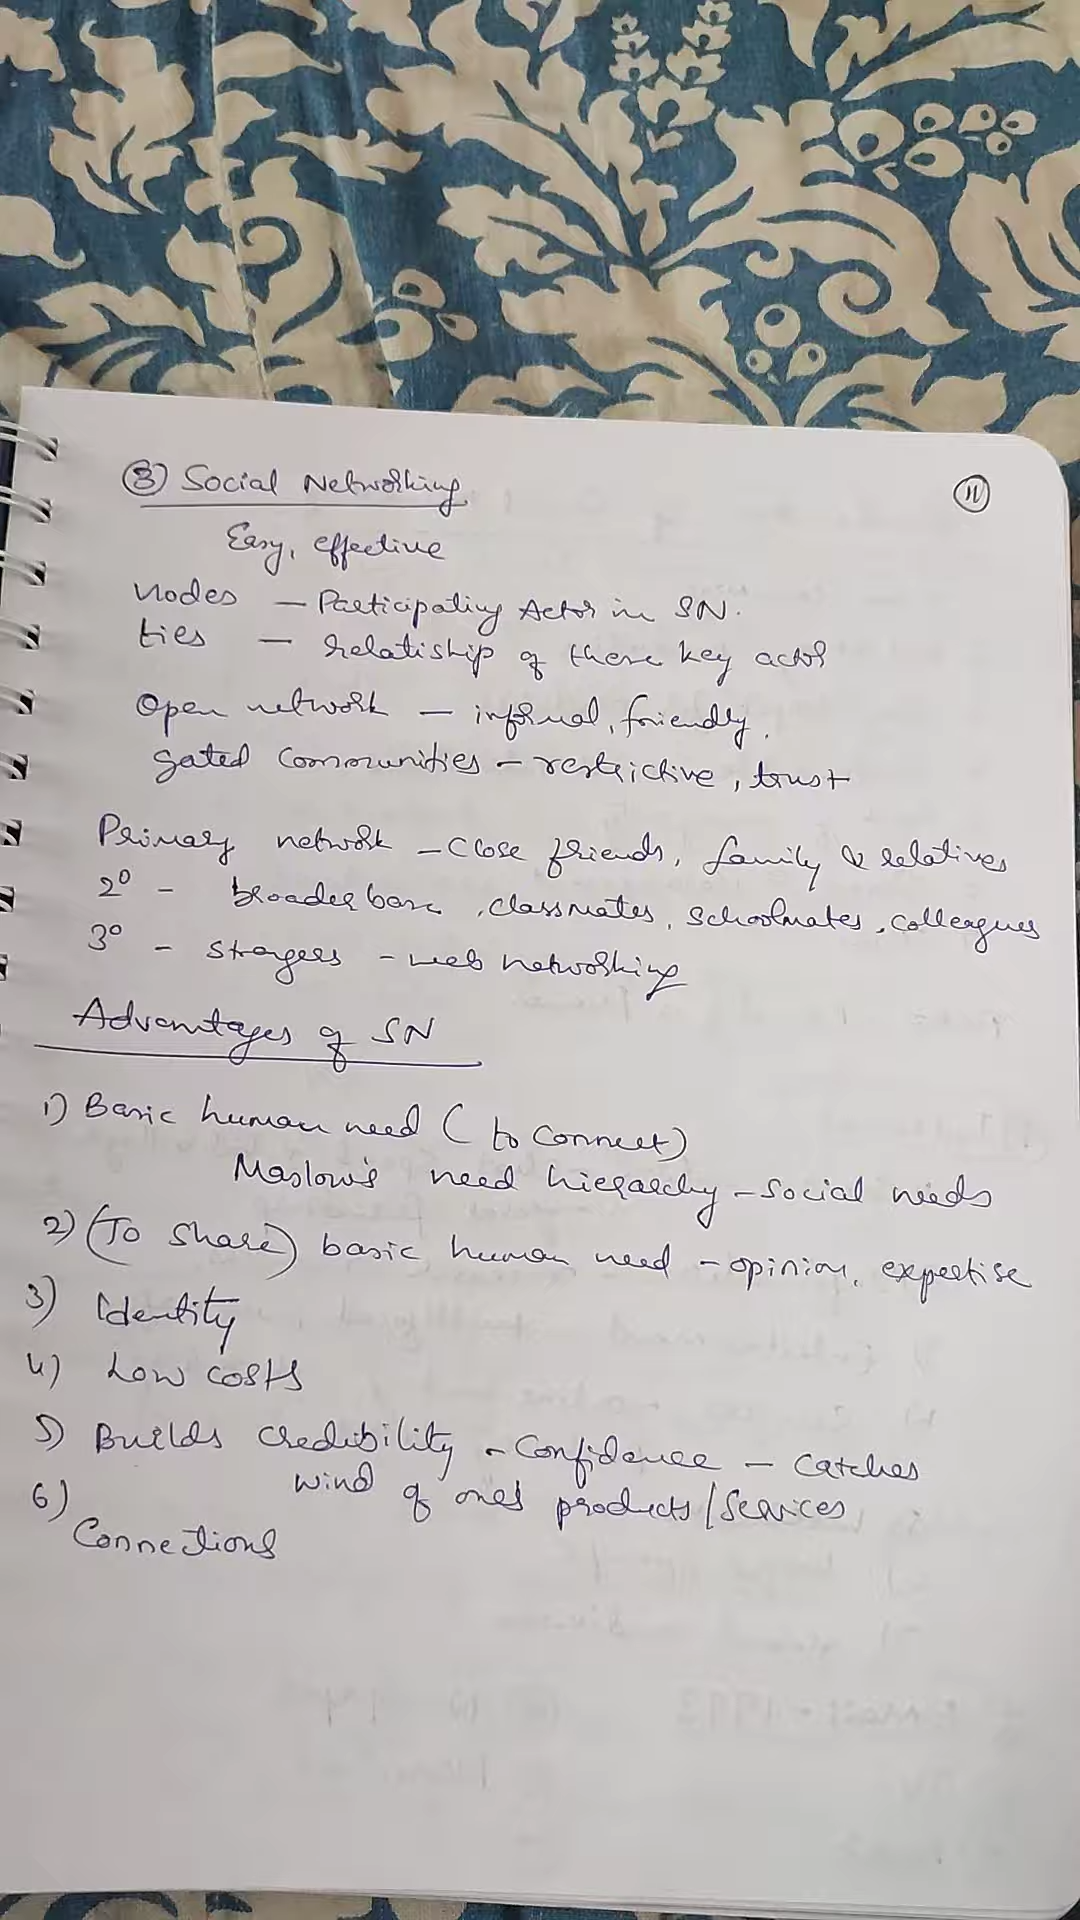 ③ Social Networking
11
Easy, effective
nodes — Participating Actor in SN.
ties — relatiship of there key actor
Open network — informal, friendly.
gated Communities — restrictive, trust
Primary network — close friends, family & relatives
2° - broader base, classmates, schoolmates, colleagues
3° - strangers - web networking
Advantages of SN
1) Basic human need (to connect)
Maslow's need hierarchy - social needs
2) (To share) basic human need - opinion, expertise
3) Identity
4) Low costs
5) Builds credibility - Confidence - catches
wind of ones products/services
6)
Connections